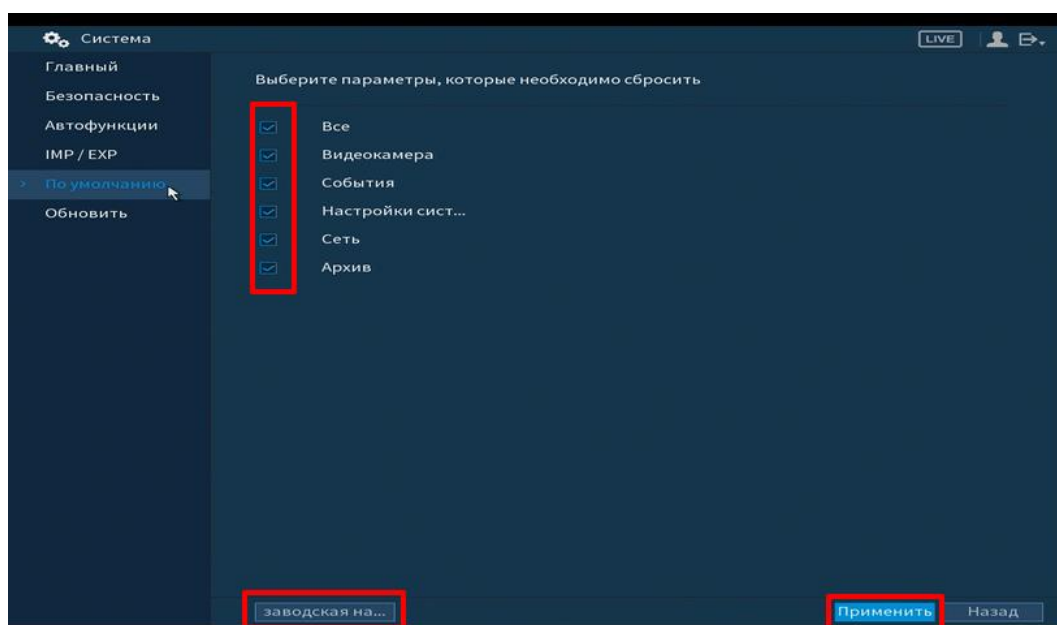 Система
LIVE
Главный
Безопасность
Автофункции
IMP / EXP
По умолчанию
Обновить
Выберите параметры, которые необходимо сбросить
Все
Видеокамера
События
Настройки сист...
Сеть
Архив
заводская на...
Применить
Назад